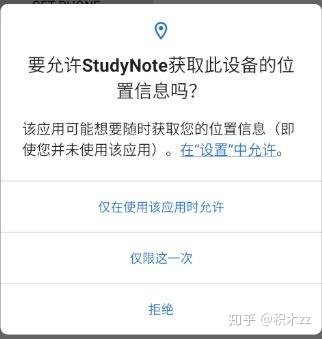 要允许StudyNote获取此设备的位
置信息吗？
该应用可能想要随时获取您的位置信息（即
使您并未使用该应用）。在“设置”中允许。
仅在使用该应用时允许
仅限这一次
拒绝
知乎 @积木zz